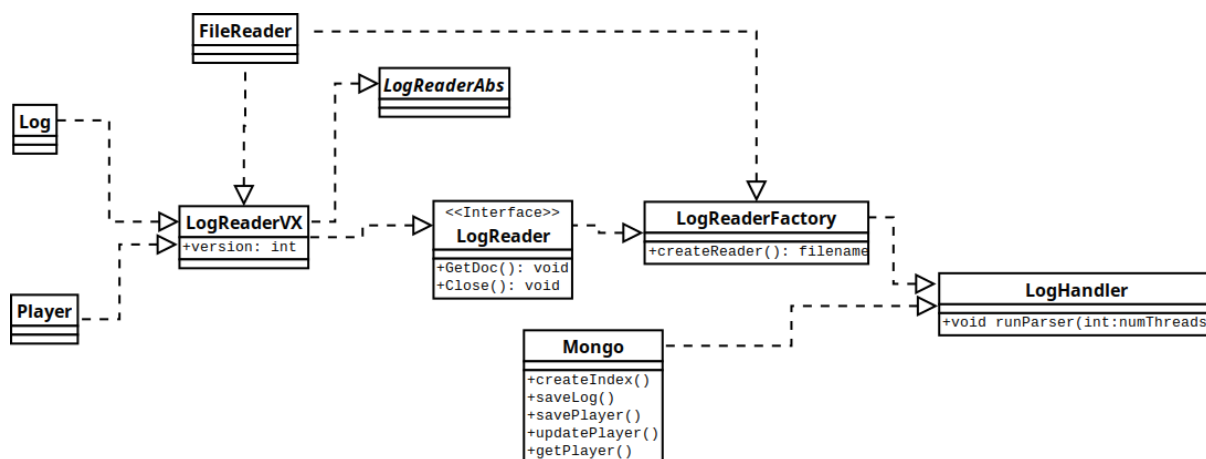 FileReader
LogReaderAbs
Log
LogReaderVX
+version: int
<<Interface>>
LogReader
+GetDoc(): void
+Close(): void
LogReaderFactory
+createReader(): filename
LogHandler
+void runParser(int:numThreads
Player
Mongo
+createIndex()
+saveLog()
+savePlayer()
+updatePlayer()
+getPlayer()